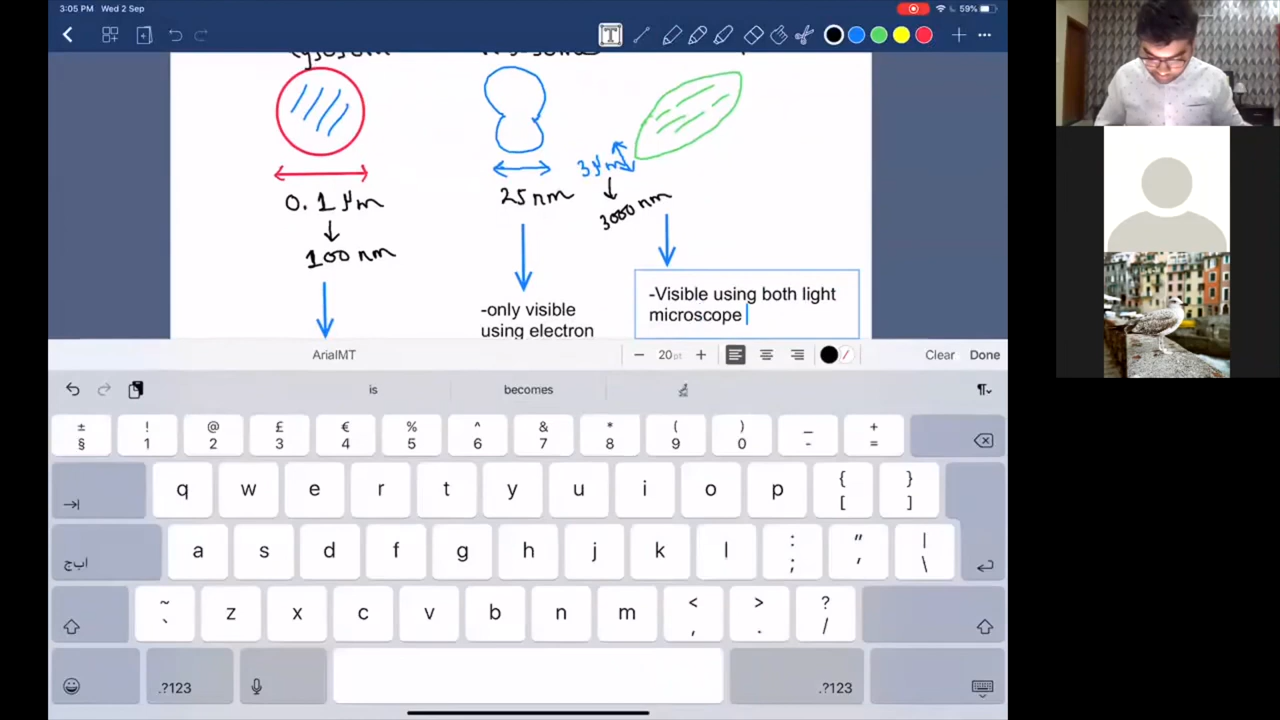 3:05 PM Wed 2 Sep
59%
T
0.1 µm
25 nm
3µm
↓
↓
3000 nm
100 nm
-only visible
using electron
-Visible using both light
microscope
ArialMT
− 20pt +
Clear Done
is becomes
± ! @ £ € % ^ & * ( ) _ +
§ 1 2 3 4 5 6 7 8 9 0 - =
q w e r t y u i o p { }
[ ]
ابج a s d f g h j k l : " |
; ' \
~ z x c v b n m < > ?
` , . /
.?123 .?123